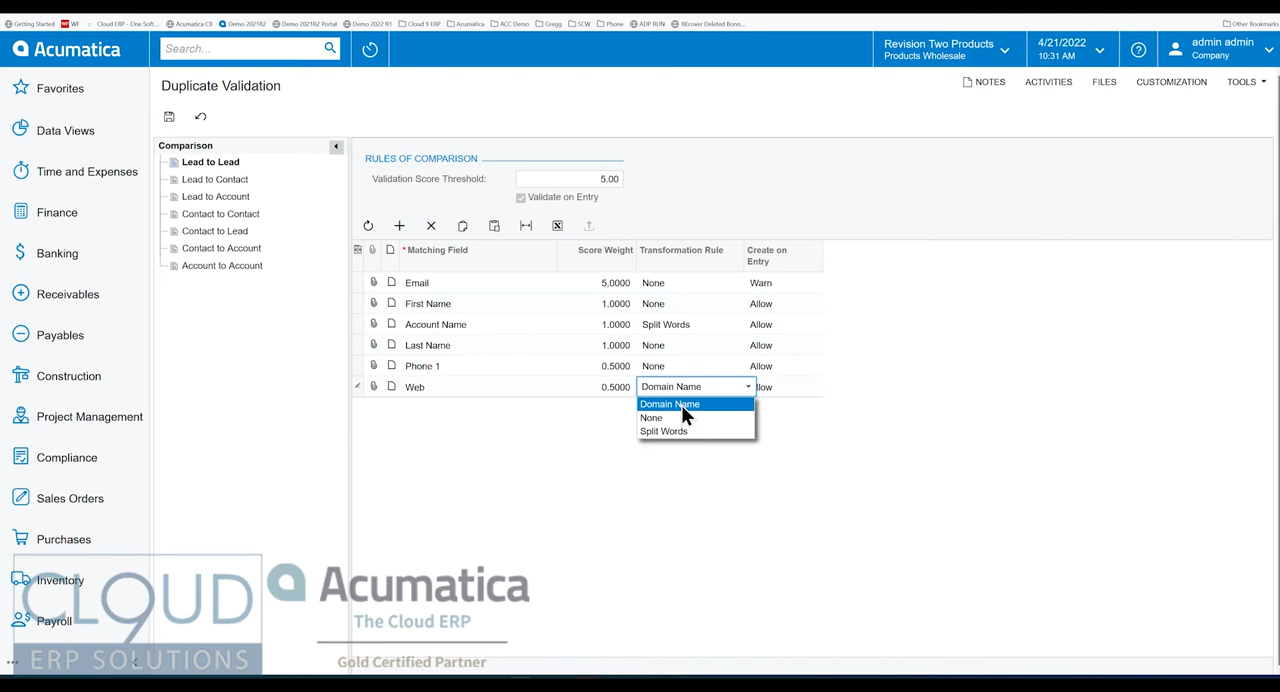 Getting Started WF Cloud ERP - One Soft... Acumatica C9 Demo 2021R2 Demo 2021R2 Portal Demo 2022 R1 Cloud 9 ERP Acumatica ACC Demo Gregg SCW Phone ADP RUN REcover Deleted Bonn... Other Bookmarks
Acumatica Search... Revision Two Products 4/21/2022 admin admin
Products Wholesale 10:31 AM Company
Favorites
Data Views
Time and Expenses
Finance
Banking
Receivables
Payables
Construction
Project Management
Compliance
Sales Orders
Purchases
Inventory
Payroll
Duplicate Validation NOTES ACTIVITIES FILES CUSTOMIZATION TOOLS
Comparison
Lead to Lead
Lead to Contact
Lead to Account
Contact to Contact
Contact to Lead
Contact to Account
Account to Account
RULES OF COMPARISON
Validation Score Threshold: 5.00
Validate on Entry
* Matching Field Score Weight Transformation Rule Create on Entry
Email 5.0000 None Warn
First Name 1.0000 None Allow
Account Name 1.0000 Split Words Allow
Last Name 1.0000 None Allow
Phone 1 0.5000 None Allow
Web 0.5000 Domain Name llow
Domain Name
None
Split Words
CLOUD 9
ERP SOLUTIONS
Acumatica
The Cloud ERP
Gold Certified Partner